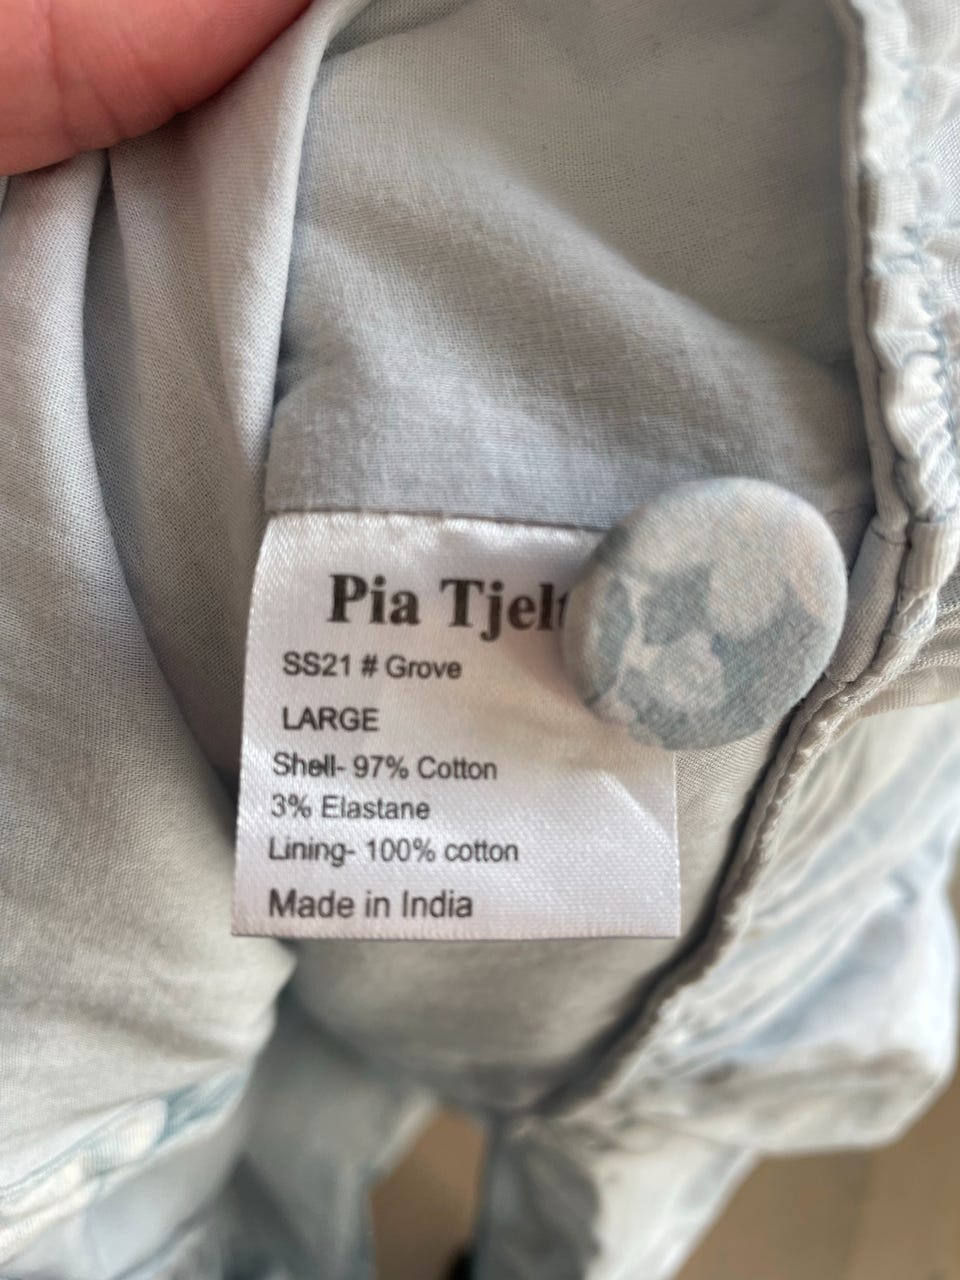 Pia Tjelt
SS21 # Grove
LARGE
Shell- 97% Cotton
3% Elastane
Lining- 100% cotton
Made in India